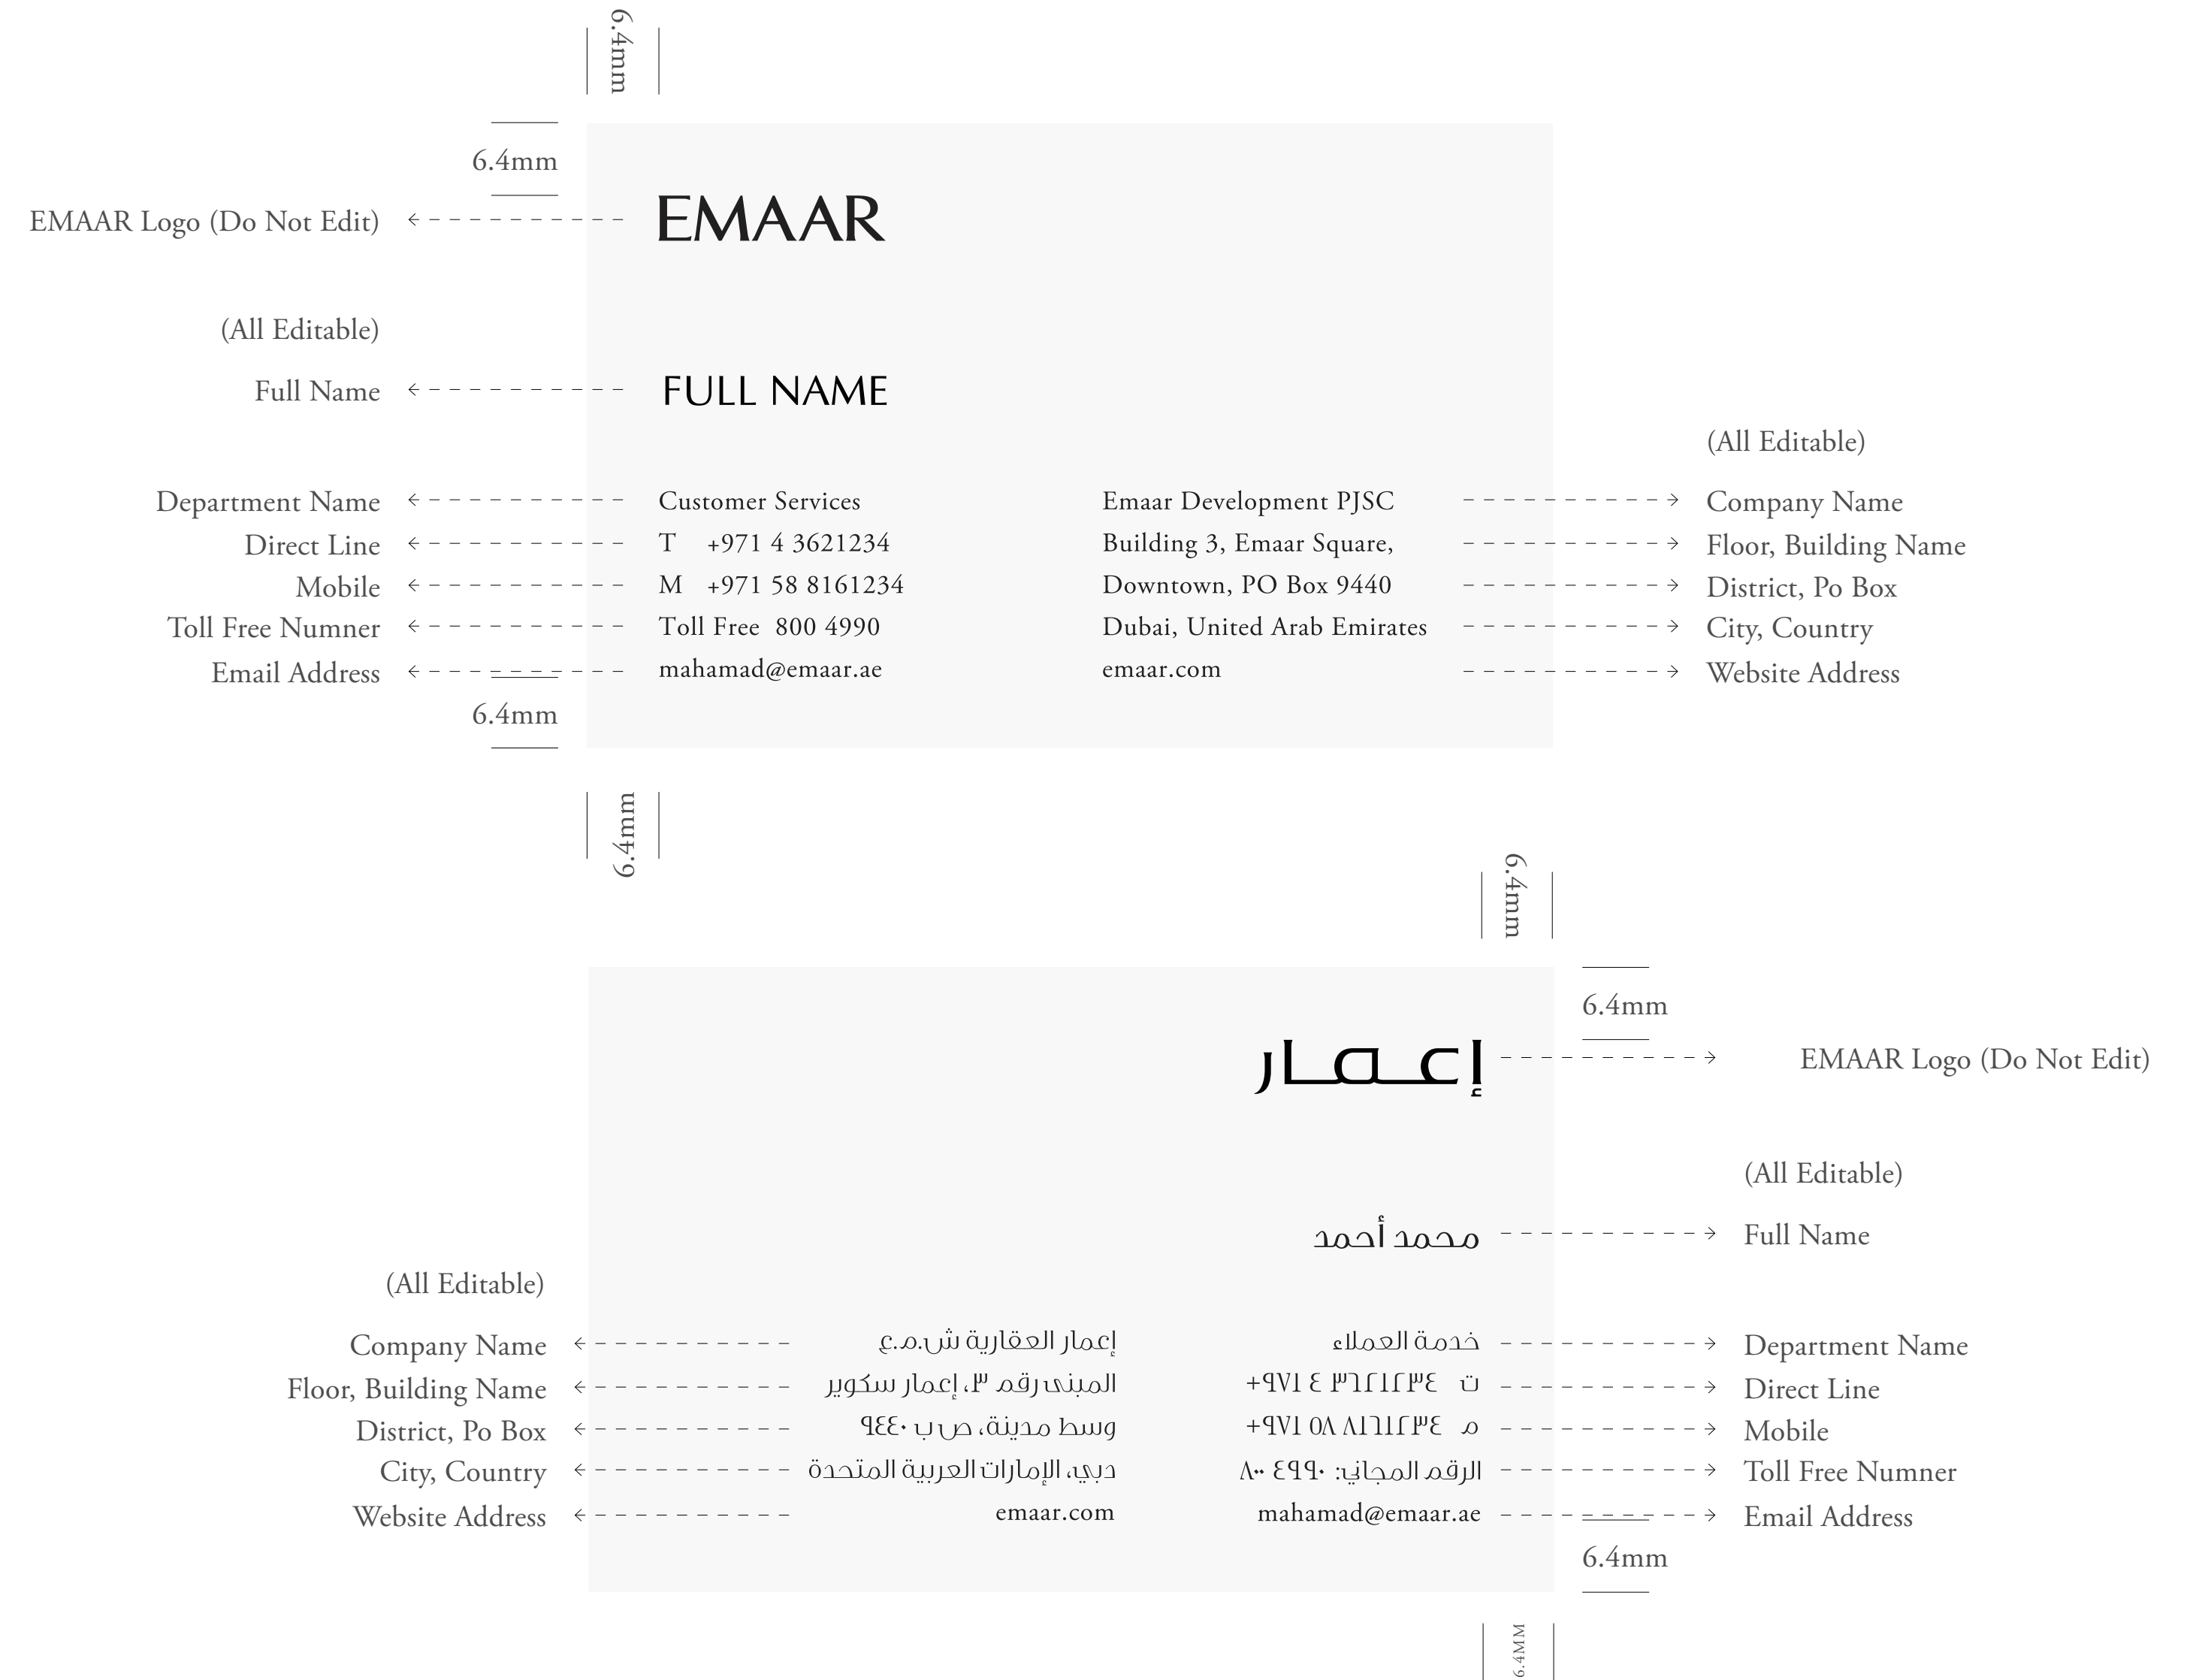 6.4mm
6.4mm
EMAAR Logo (Do Not Edit)
EMAAR
(All Editable)
Full Name
FULL NAME
(All Editable)
Department Name
Customer Services
Emaar Development PJSC
Company Name
Direct Line
T +971 4 3621234
Building 3, Emaar Square,
Floor, Building Name
Mobile
M +971 58 8161234
Downtown, PO Box 9440
District, Po Box
Toll Free Numner
Toll Free 800 4990
Dubai, United Arab Emirates
City, Country
Email Address
mahamad@emaar.ae
emaar.com
Website Address
6.4mm
6.4mm
6.4mm
6.4mm
إعمار
EMAAR Logo (Do Not Edit)
(All Editable)
محمد أحمد
Full Name
(All Editable)
Company Name
إعمار العقارية ش.م.ع
خدمة العملاء
Department Name
Floor, Building Name
المبنى رقم ٣، إعمار سكوير
ت ٣٦٢١٢٣٤ ٤ ٩٧١+
Direct Line
District, Po Box
وسط مدينة، ص ب ٩٤٤٠
م ٨١٦١٢٣٤ ٥٨ ٩٧١+
Mobile
City, Country
دبي، الإمارات العربية المتحدة
الرقم المجاني: ٤٩٩٠ ٨٠٠
Toll Free Numner
Website Address
emaar.com
mahamad@emaar.ae
Email Address
6.4mm
6.4MM